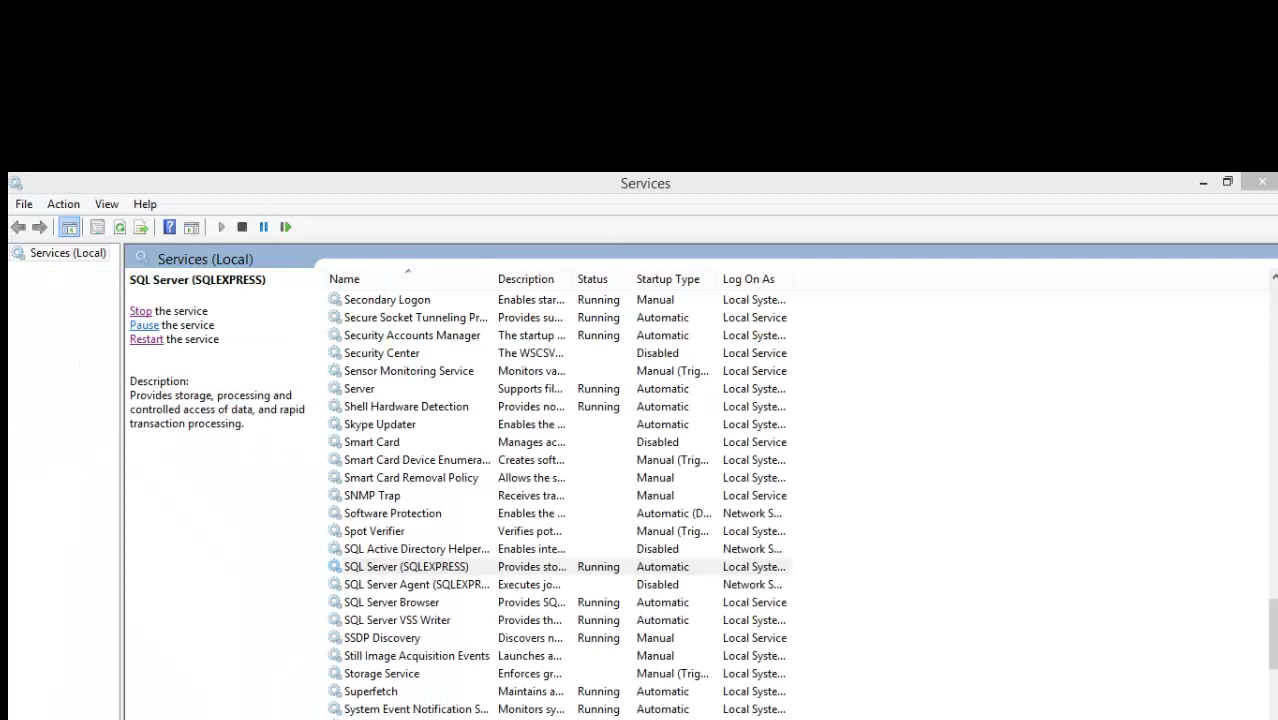 Services
File Action View Help
Services (Local)
Services (Local)
SQL Server (SQLEXPRESS)
Stop the service
Pause the service
Restart the service
Description:
Provides storage, processing and
controlled access of data, and rapid
transaction processing.
Name Description Status Startup Type Log On As
Secondary Logon Enables star... Running Manual Local Syste...
Secure Socket Tunneling Pr... Provides su... Running Automatic Local Service
Security Accounts Manager The startup ... Running Automatic Local Syste...
Security Center The WSCSV... Disabled Local Service
Sensor Monitoring Service Monitors va... Manual (Trig... Local Syste...
Server Supports fil... Running Automatic Local Syste...
Shell Hardware Detection Provides no... Running Automatic Local Syste...
Skype Updater Enables the ... Automatic Local Syste...
Smart Card Manages ac... Disabled Local Service
Smart Card Device Enumera... Creates soft... Manual (Trig... Local Syste...
Smart Card Removal Policy Allows the s... Manual Local Syste...
SNMP Trap Receives tra... Manual Local Service
Software Protection Enables the ... Automatic (D... Network S...
Spot Verifier Verifies pot... Manual (Trig... Local Syste...
SQL Active Directory Helper... Enables inte... Disabled Network S...
SQL Server (SQLEXPRESS) Provides sto... Running Automatic Local Syste...
SQL Server Agent (SQLEXPR... Executes jo... Disabled Network S...
SQL Server Browser Provides SQ... Running Automatic Local Service
SQL Server VSS Writer Provides th... Running Automatic Local Syste...
SSDP Discovery Discovers n... Running Manual Local Service
Still Image Acquisition Events Launches a... Manual Local Syste...
Storage Service Enforces gr... Manual (Trig... Local Syste...
Superfetch Maintains a... Running Automatic Local Syste...
System Event Notification S... Monitors sy... Running Automatic Local Syste...